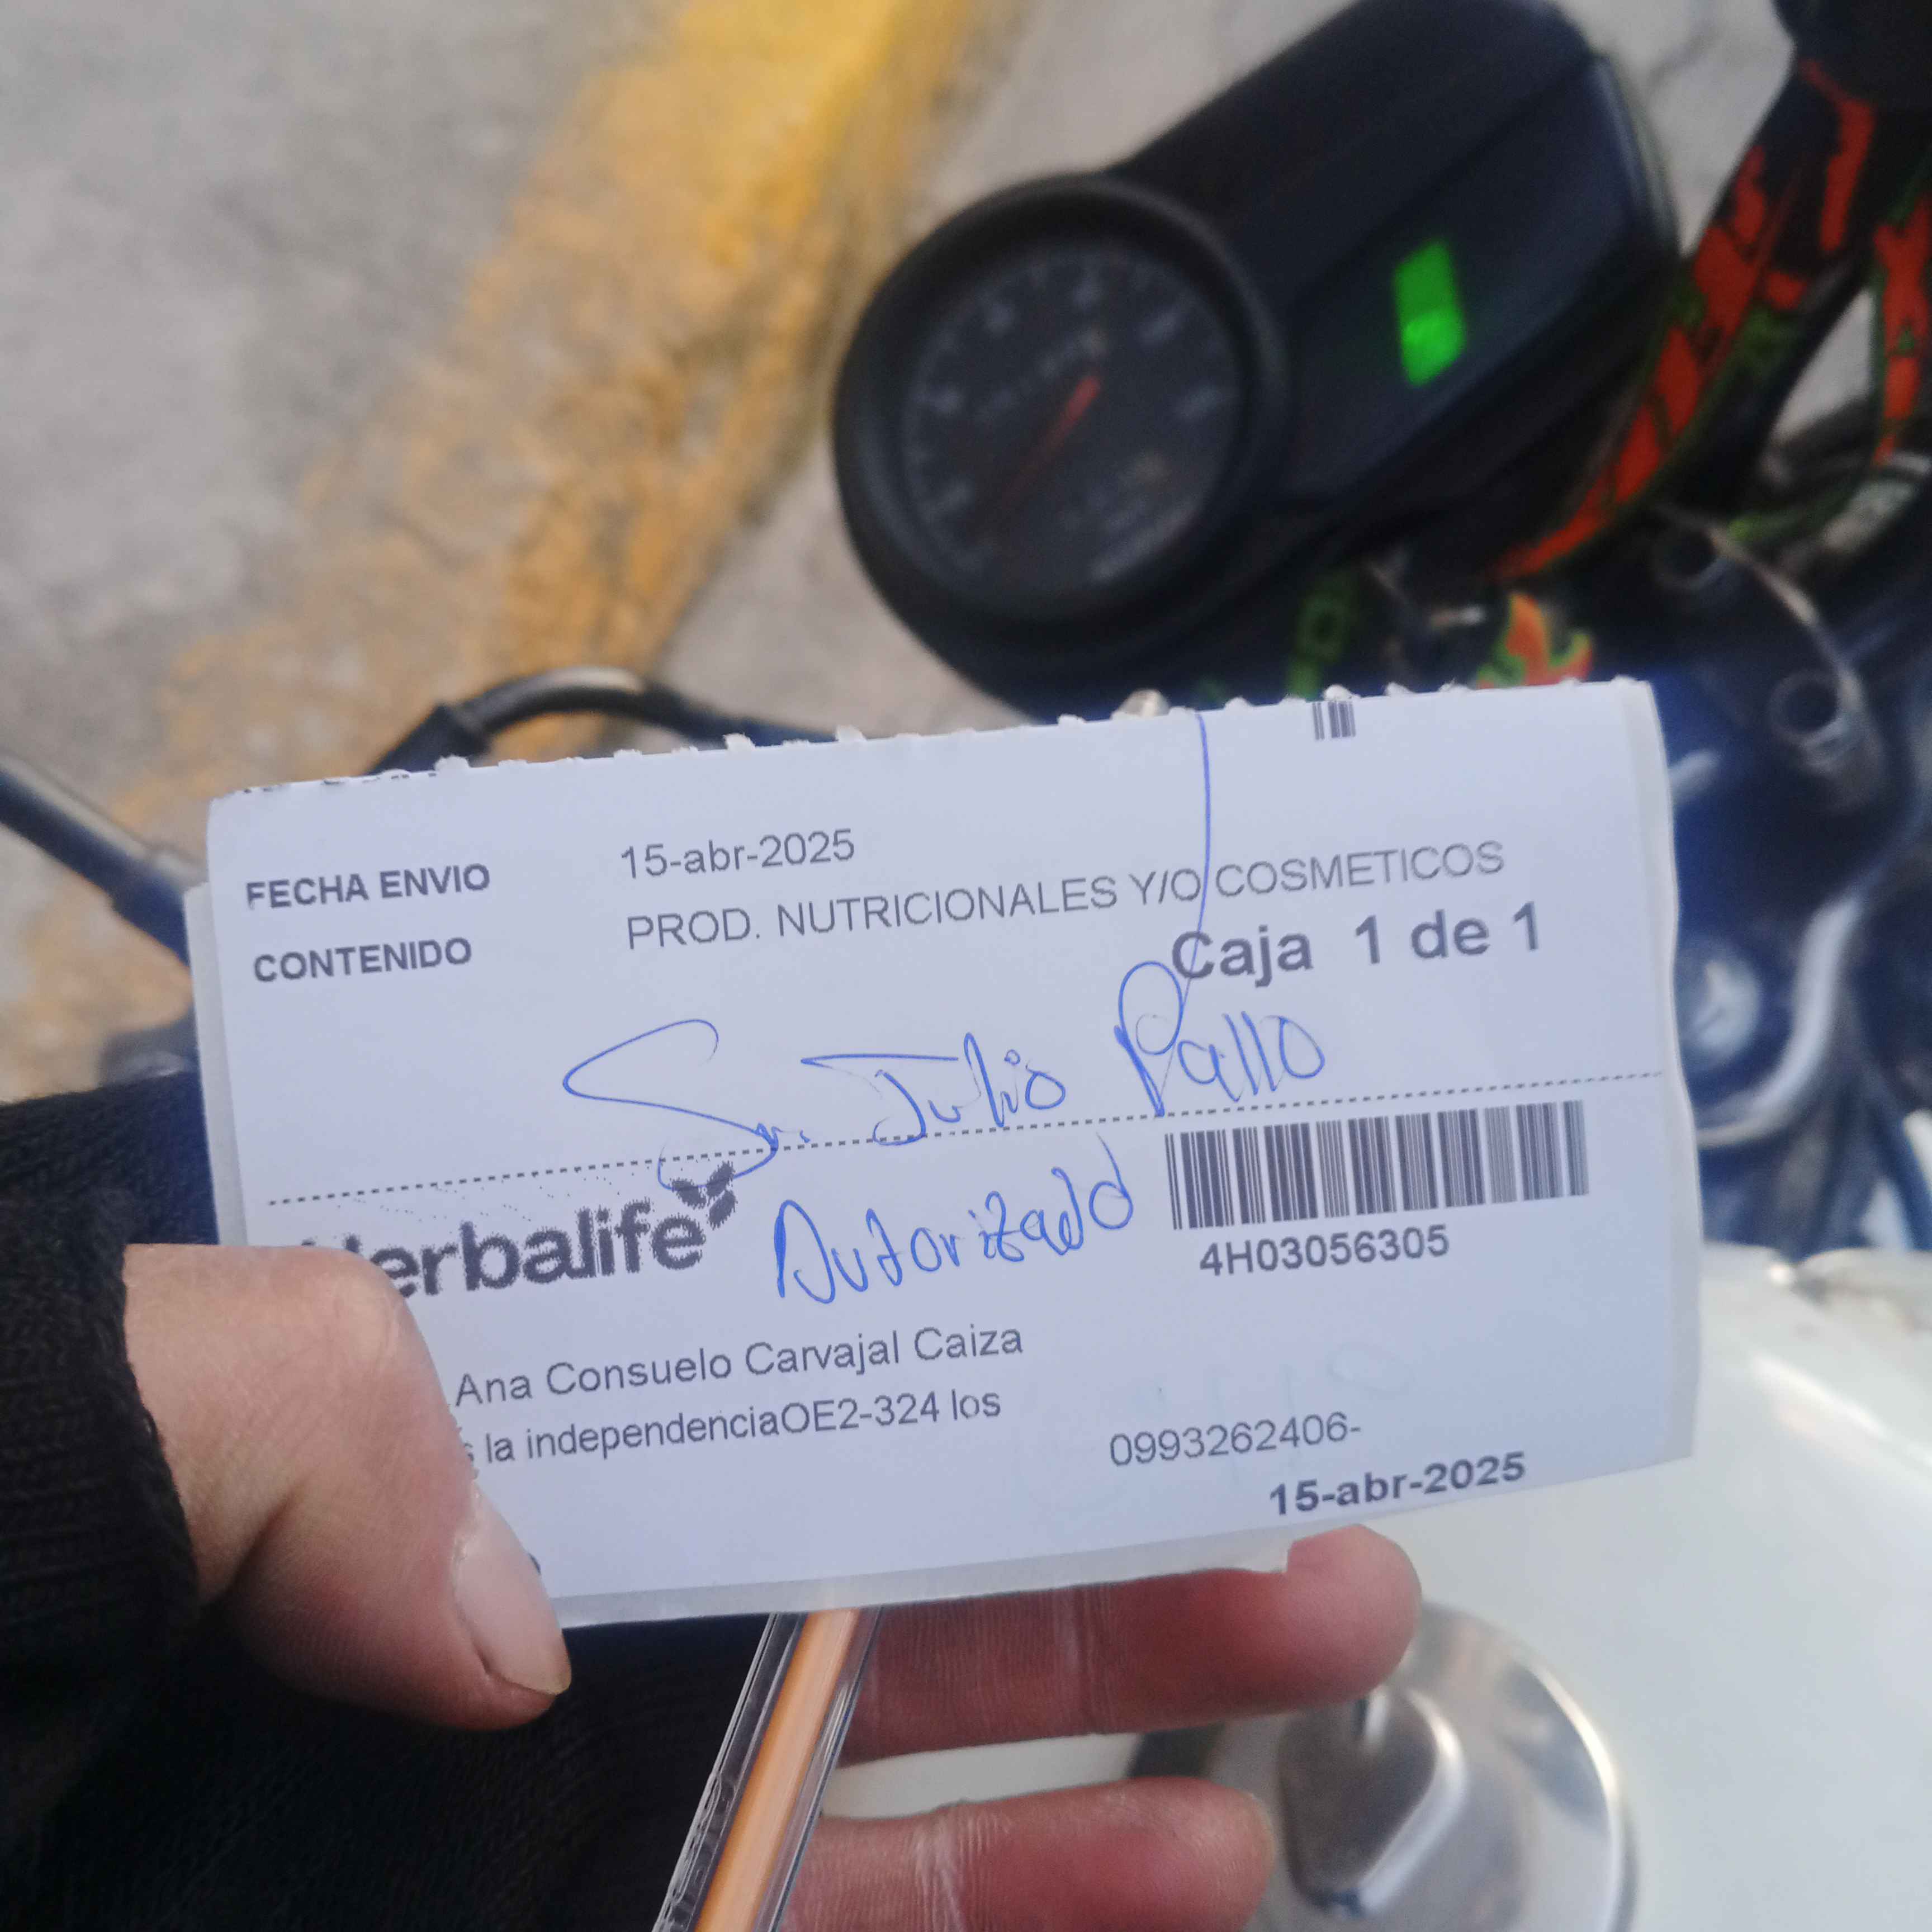 FECHA ENVIO 15-abr-2025
CONTENIDO PROD. NUTRICIONALES Y/O COSMETICOS
Caja 1 de 1
Sr. Julio Pallo
Herbalife Autorizado
4H03056305
Ana Consuelo Carvajal Caiza
la independenciaOE2-324 los
0993262406-
15-abr-2025